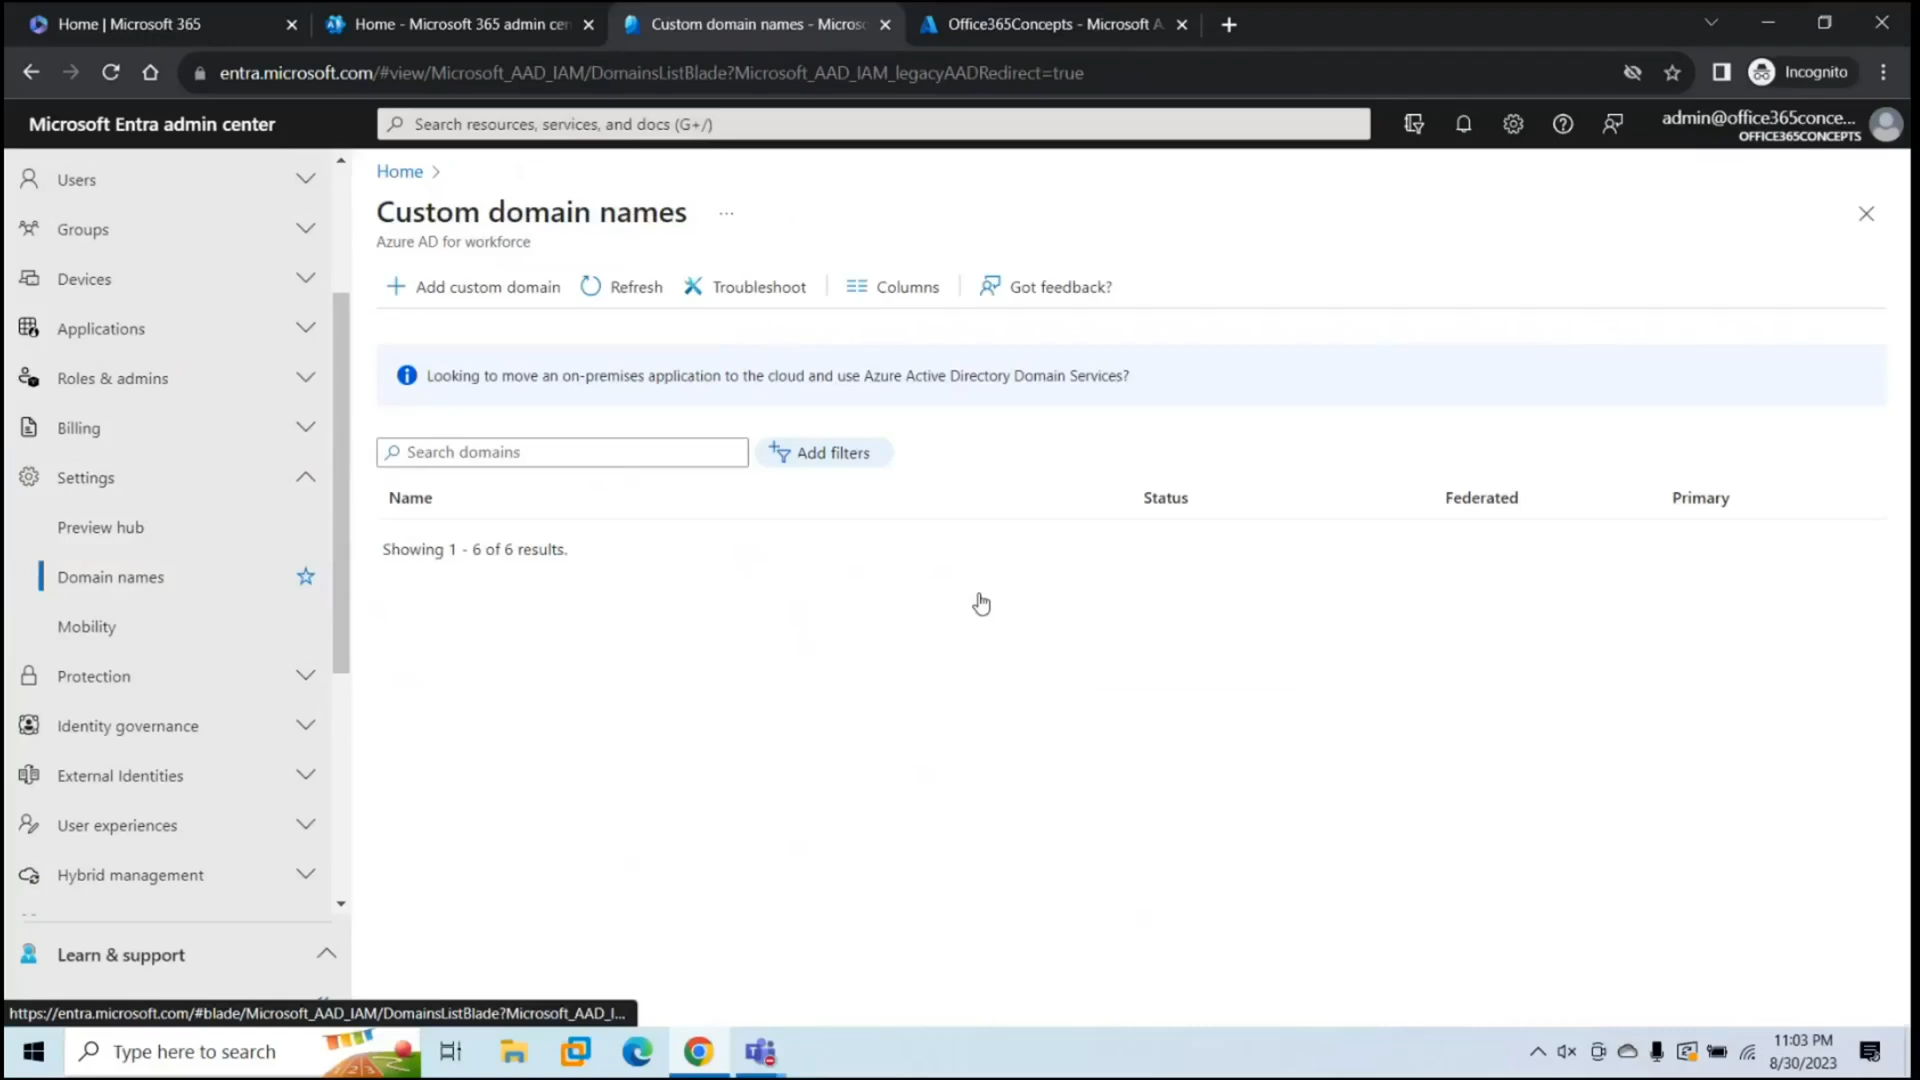 Home | Microsoft 365
Home - Microsoft 365 admin cen
Custom domain names - Micros
Office365Concepts - Microsoft A
entra.microsoft.com/#view/Microsoft_AAD_IAM/DomainsListBlade?Microsoft_AAD_IAM_legacyAADRedirect=true
Incognito
Microsoft Entra admin center
Search resources, services, and docs (G+/)
admin@office365conce...
OFFICE365CONCEPTS
Users
Groups
Devices
Applications
Roles & admins
Billing
Settings
Preview hub
Domain names
Mobility
Protection
Identity governance
External Identities
User experiences
Hybrid management
Learn & support
Home >
Custom domain names ...
Azure AD for workforce
Add custom domain
Refresh
Troubleshoot
Columns
Got feedback?
Looking to move an on-premises application to the cloud and use Azure Active Directory Domain Services?
Search domains
Add filters
Name Status Federated Primary
Showing 1 - 6 of 6 results.
https://entra.microsoft.com/#blade/Microsoft_AAD_IAM/DomainsListBlade?Microsoft_AAD_I...
Type here to search
11:03 PM
8/30/2023